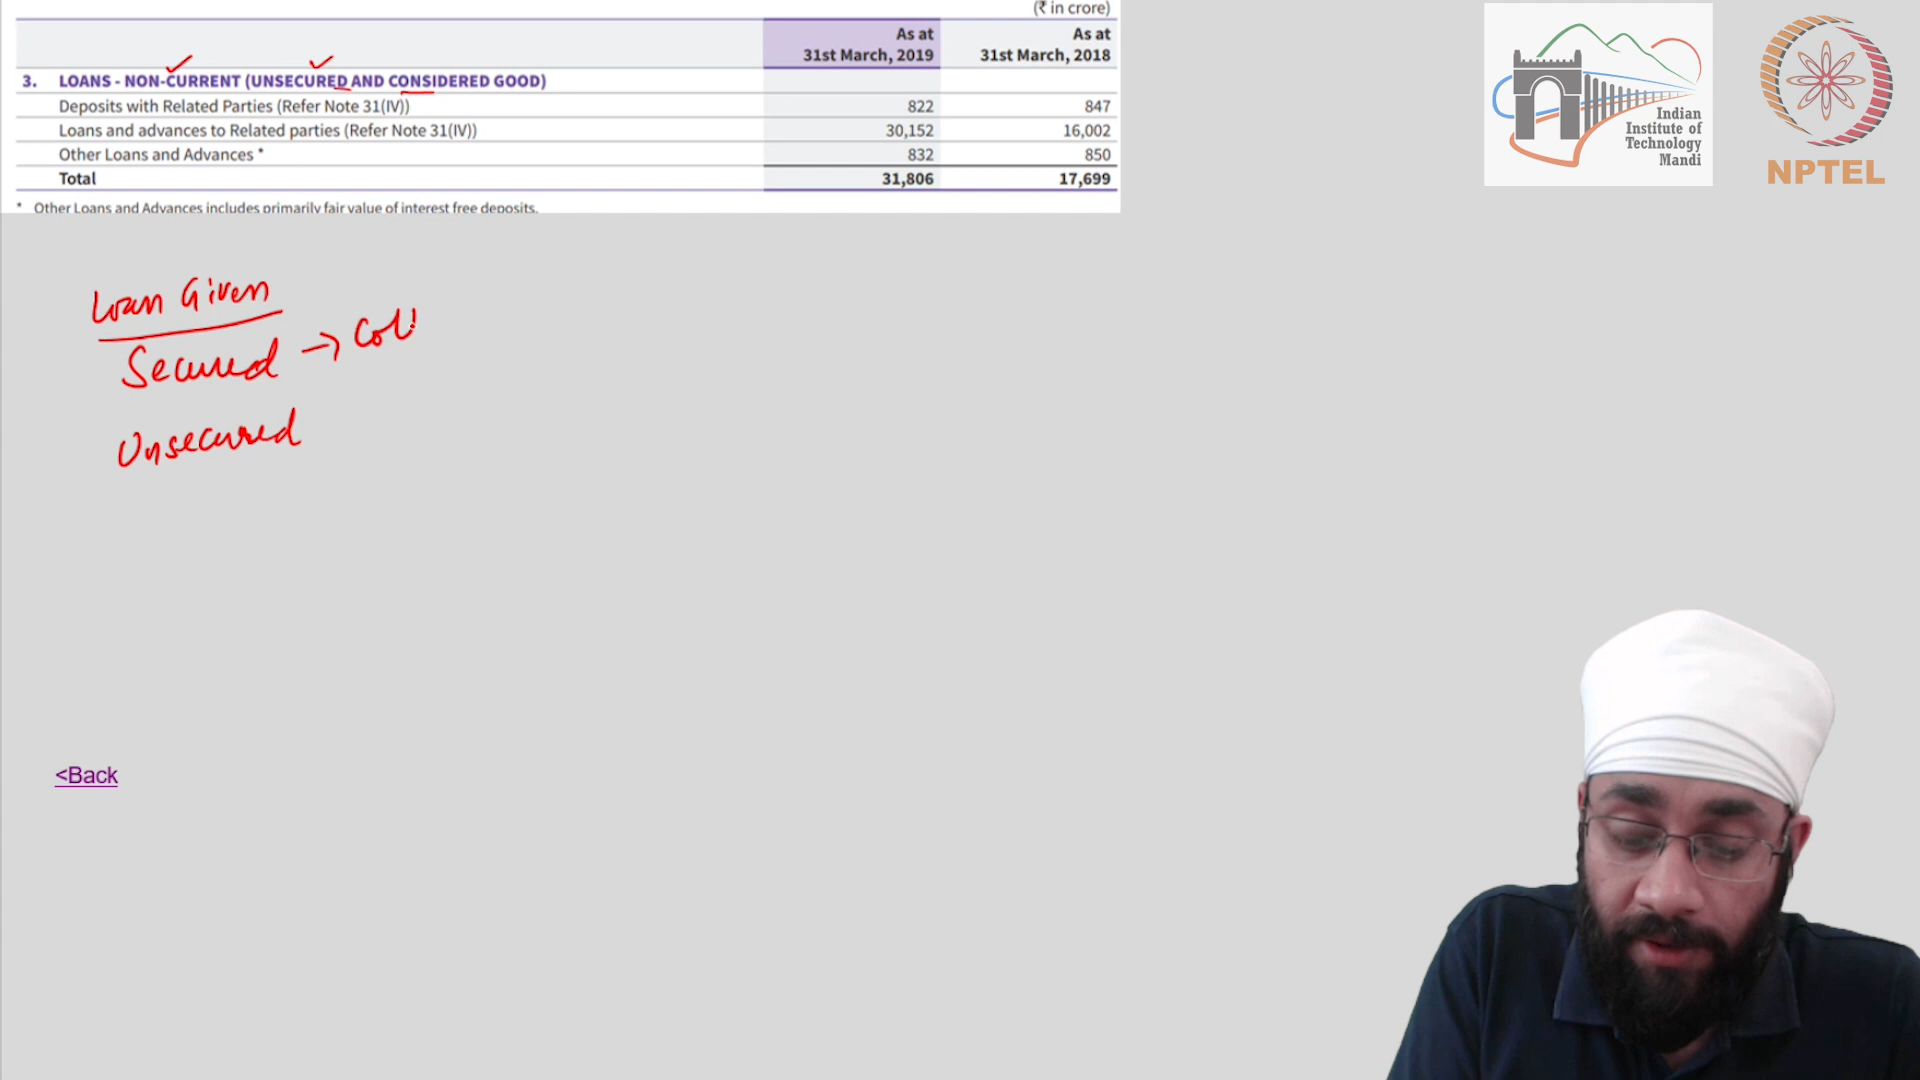 (₹ in crore)
As at
31st March, 2019
As at
31st March, 2018
3. LOANS - NON-CURRENT (UNSECURED AND CONSIDERED GOOD)
Deposits with Related Parties (Refer Note 31(IV)) 822 847
Loans and advances to Related parties (Refer Note 31(IV)) 30,152 16,002
Other Loans and Advances * 832 850
Total 31,806 17,699
* Other Loans and Advances includes primarily fair value of interest free deposits.
Loan Given
Secured → Coll
Unsecured
<Back
Indian
Institute of
Technology
Mandi
NPTEL